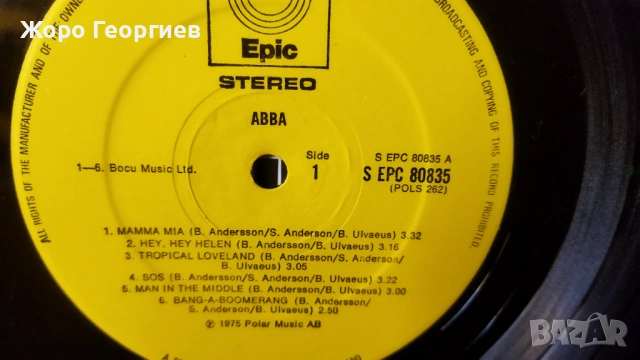 Жоро Георгиев
Epic
STEREO
ABBA
1—6. Bocu Music Ltd.
Side
1
S EPC 80835 A
S EPC 80835
(POLS 262)
1. MAMMA MIA (B. Andersson/S. Anderson/B. Ulvaeus) 3.32
2. HEY, HEY HELEN (B. Andersson/B. Ulvaeus) 3.16
3. TROPICAL LOVELAND (B. Andersson/S. Anderson/
B. Ulvaeus) 3.05
4. SOS (B. Andersson/S. Anderson/B. Ulvaeus) 3.22
5. MAN IN THE MIDDLE (B. Andersson/B. Ulvaeus) 3.00
6. BANG-A-BOOMERANG (B. Andersson/
S. Anderson/B. Ulvaeus) 2.50
℗ 1975 Polar Music AB
ALL RIGHTS OF THE MANUFACTURER AND OF THE OWNE
BROADCASTING AND COPYING OF THIS RECORD PROHIBITED.
BAZAR.BG